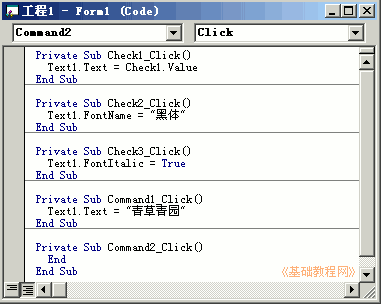 工程1 - Form1 (Code)
Command2 Click
Private Sub Check1_Click()
Text1.Text = Check1.Value
End Sub
Private Sub Check2_Click()
Text1.FontName = "黑体"
End Sub
Private Sub Check3_Click()
Text1.FontItalic = True
End Sub
Private Sub Command1_Click()
Text1.Text = "青草青园"
End Sub
Private Sub Command2_Click()
End
End Sub
《基础教程网》